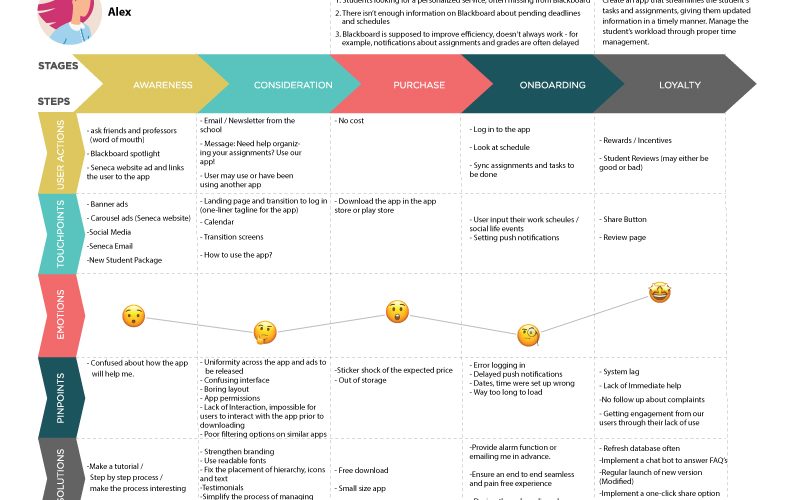 Alex
1. Students looking for a personalized service, often missing from Blackboard
2. There isn't enough information on Blackboard about pending deadlines
and schedules
3. Blackboard is supposed to improve efficiency, doesn't always work - for
example, notifications about assignments and grades are often delayed
Create an app that streamlines the student's
tasks and assignments, giving them updated
information in a timely manner. Manage the
student's workload through proper time
management.
STAGES
AWARENESS
CONSIDERATION
PURCHASE
ONBOARDING
LOYALTY
STEPS
USER ACTIONS
- ask friends and professors
(word of mouth)
- Blackboard spotlight
- Seneca website ad and links
the user to the app
- Email / Newsletter from the
school
- Message: Need help organiz-
ing your assignments? Use our
app!
- User may use or have been
using another app
- No cost
- Log in to the app
- Look at schedule
- Sync assignments and tasks to
be done
- Rewards / Incentives
- Student Reviews (may either be
good or bad)
TOUCHPOINTS
- Banner ads
- Carousel ads (Seneca website)
-Social Media
-Seneca Email
-New Student Package
- Landing page and transition to log in
(one-liner tagline for the app)
- Calendar
- Transition screens
- How to use the app?
- Download the app in the app
store or play store
- User input their work scheules /
social life events
- Setting push notifications
- Share Button
- Review page
EMOTIONS
PINPOINTS
- Confused about how the app
will help me.
- Uniformity across the app and ads to
be released
- Confusing interface
- Boring layout
- App permissions
- Lack of Interaction, impossible for
users to interact with the app prior to
downloading
- Poor filtering options on similar apps
-Sticker shock of the expected price
- Out of storage
- Error logging in
- Delayed push notifications
- Dates, time were set up wrong
- Way too long to load
- System lag
- Lack of Immediate help
-No follow up about complaints
- Getting engagement from our
users through their lack of use
SOLUTIONS
-Make a tutorial /
Step by step process /
make the process interesting
- Strengthen branding
- Use readable fonts
- Fix the placement of hierarchy, icons
and text
-Testimonials
-Simplify the process of managing
- Free download
- Small size app
-Provide alarm function or
emailing me in advance.
-Ensure an end to end seamless
and pain free experience
- Refresh database often
-Implement a chat bot to answer FAQ's
-Regular launch of new version
(Modified)
-Implement a one-click share option